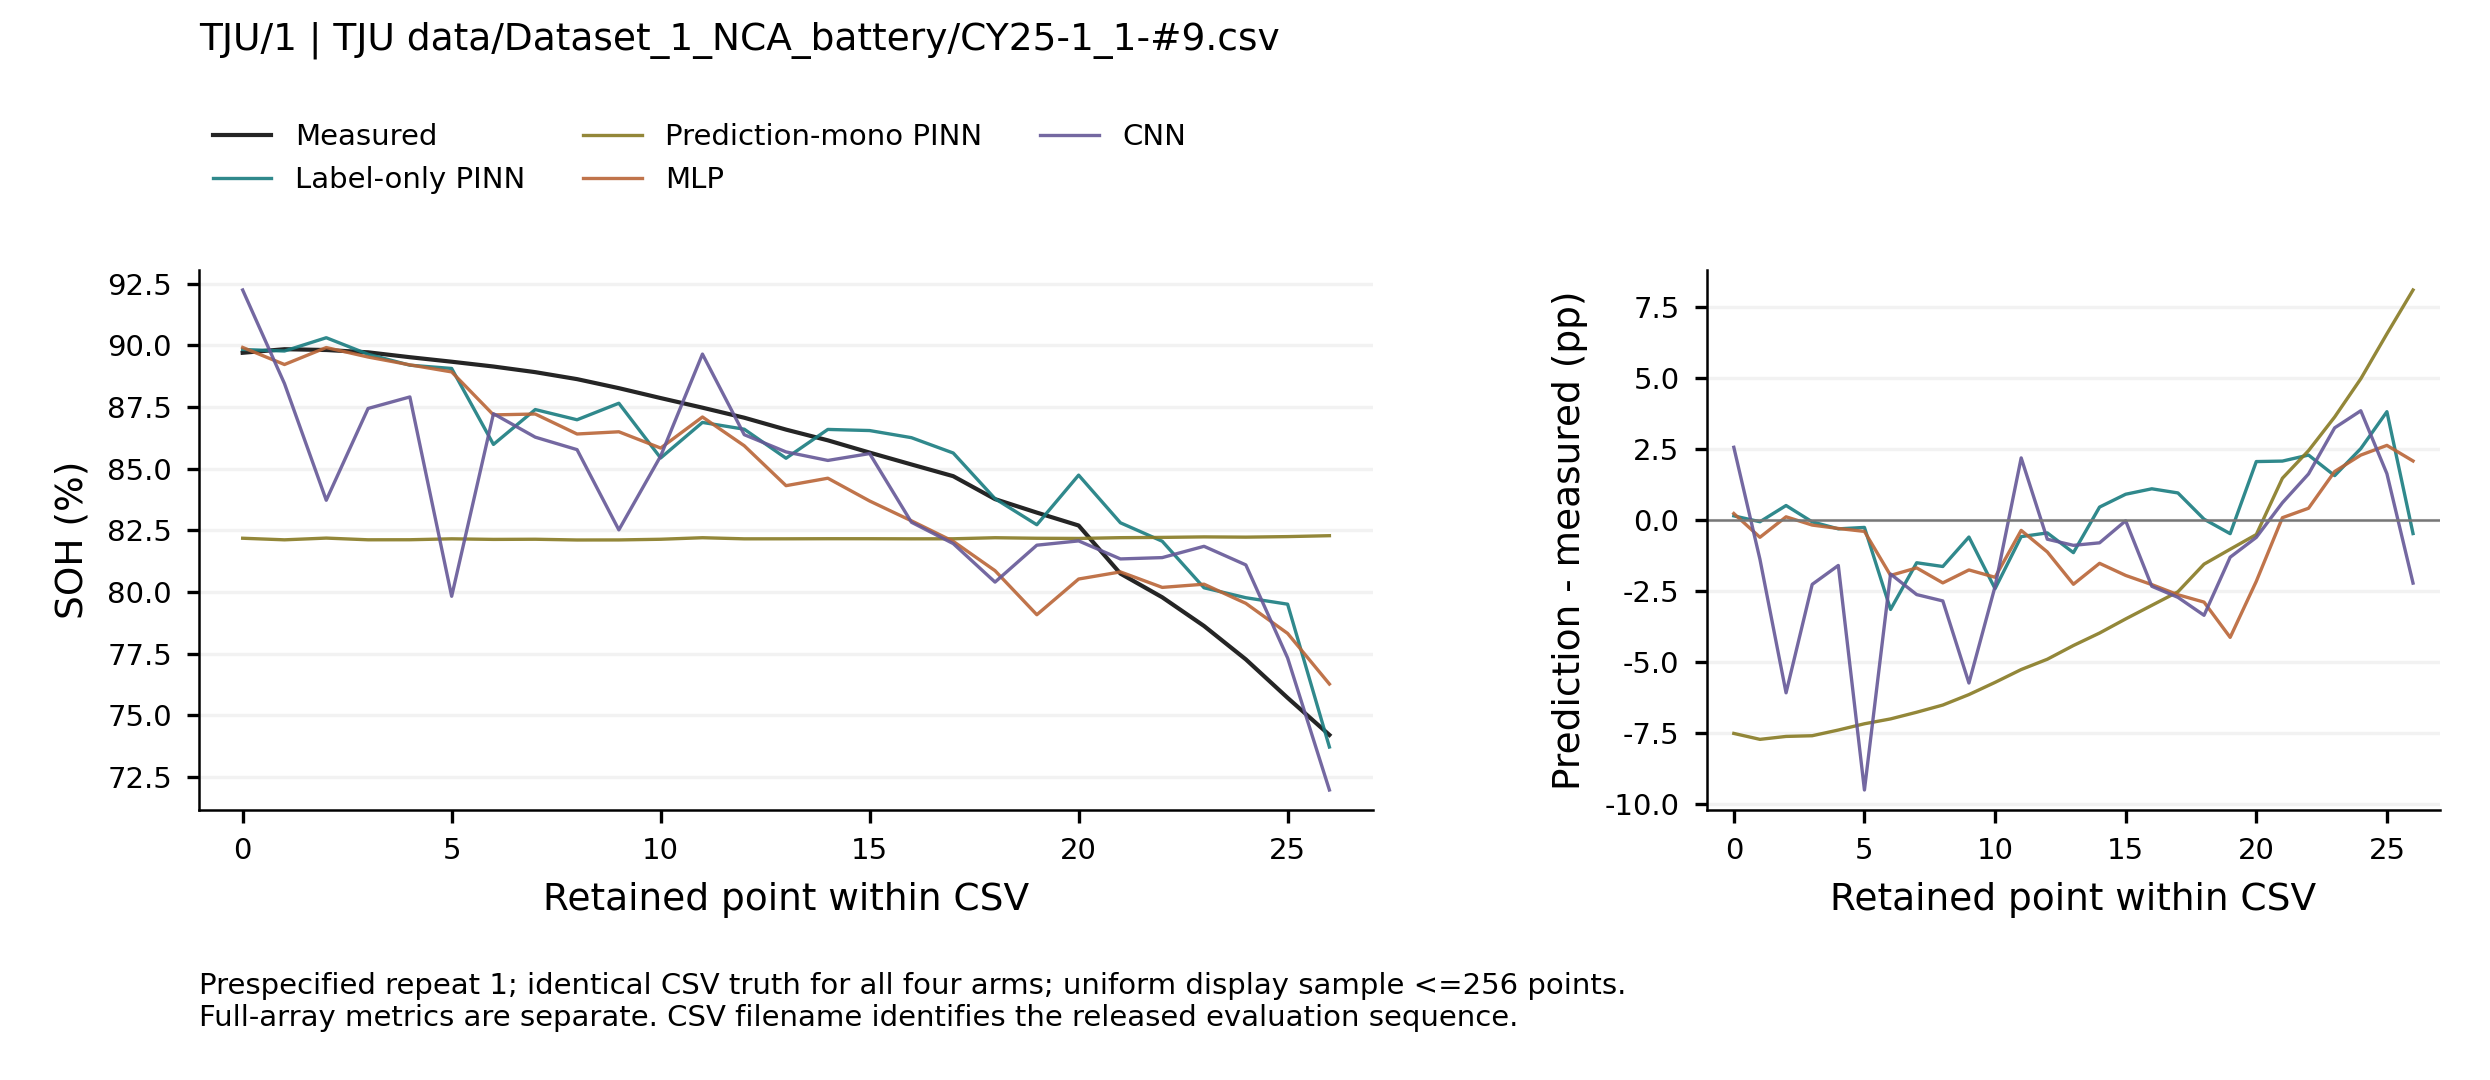 TJU/1 | TJU data/Dataset_1_NCA_battery/CY25-1_1-#9.csv
Measured
Label-only PINN
Prediction-mono PINN
MLP
CNN
SOH (%)
92.5
90.0
87.5
85.0
82.5
80.0
77.5
75.0
72.5
0 5 10 15 20 25
Retained point within CSV
Prediction - measured (pp)
7.5
5.0
2.5
0.0
-2.5
-5.0
-7.5
-10.0
0 5 10 15 20 25
Retained point within CSV
Prespecified repeat 1; identical CSV truth for all four arms; uniform display sample <=256 points.
Full-array metrics are separate. CSV filename identifies the released evaluation sequence.